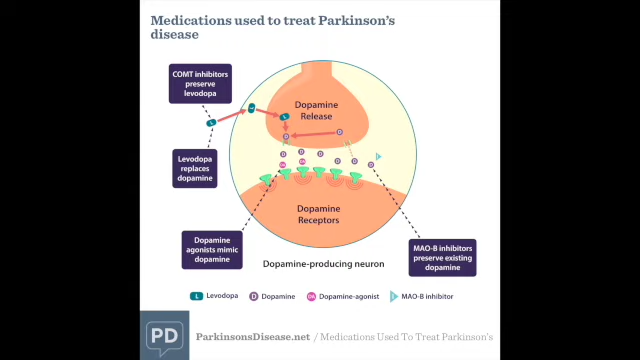 Medications used to treat Parkinson's
disease
COMT inhibitors
preserve
levodopa
Dopamine
Release
L
L
D
D
Levodopa
replaces
dopamine
D
D
D
D
D
D
DA
DA
Dopamine
Receptors
Dopamine
agonists mimic
dopamine
MAO-B inhibitors
preserve existing
dopamine
Dopamine-producing neuron
L Levodopa
D Dopamine
DA Dopamine-agonist
MAO-B inhibitor
PD
ParkinsonsDisease.net / Medications Used To Treat Parkinson's